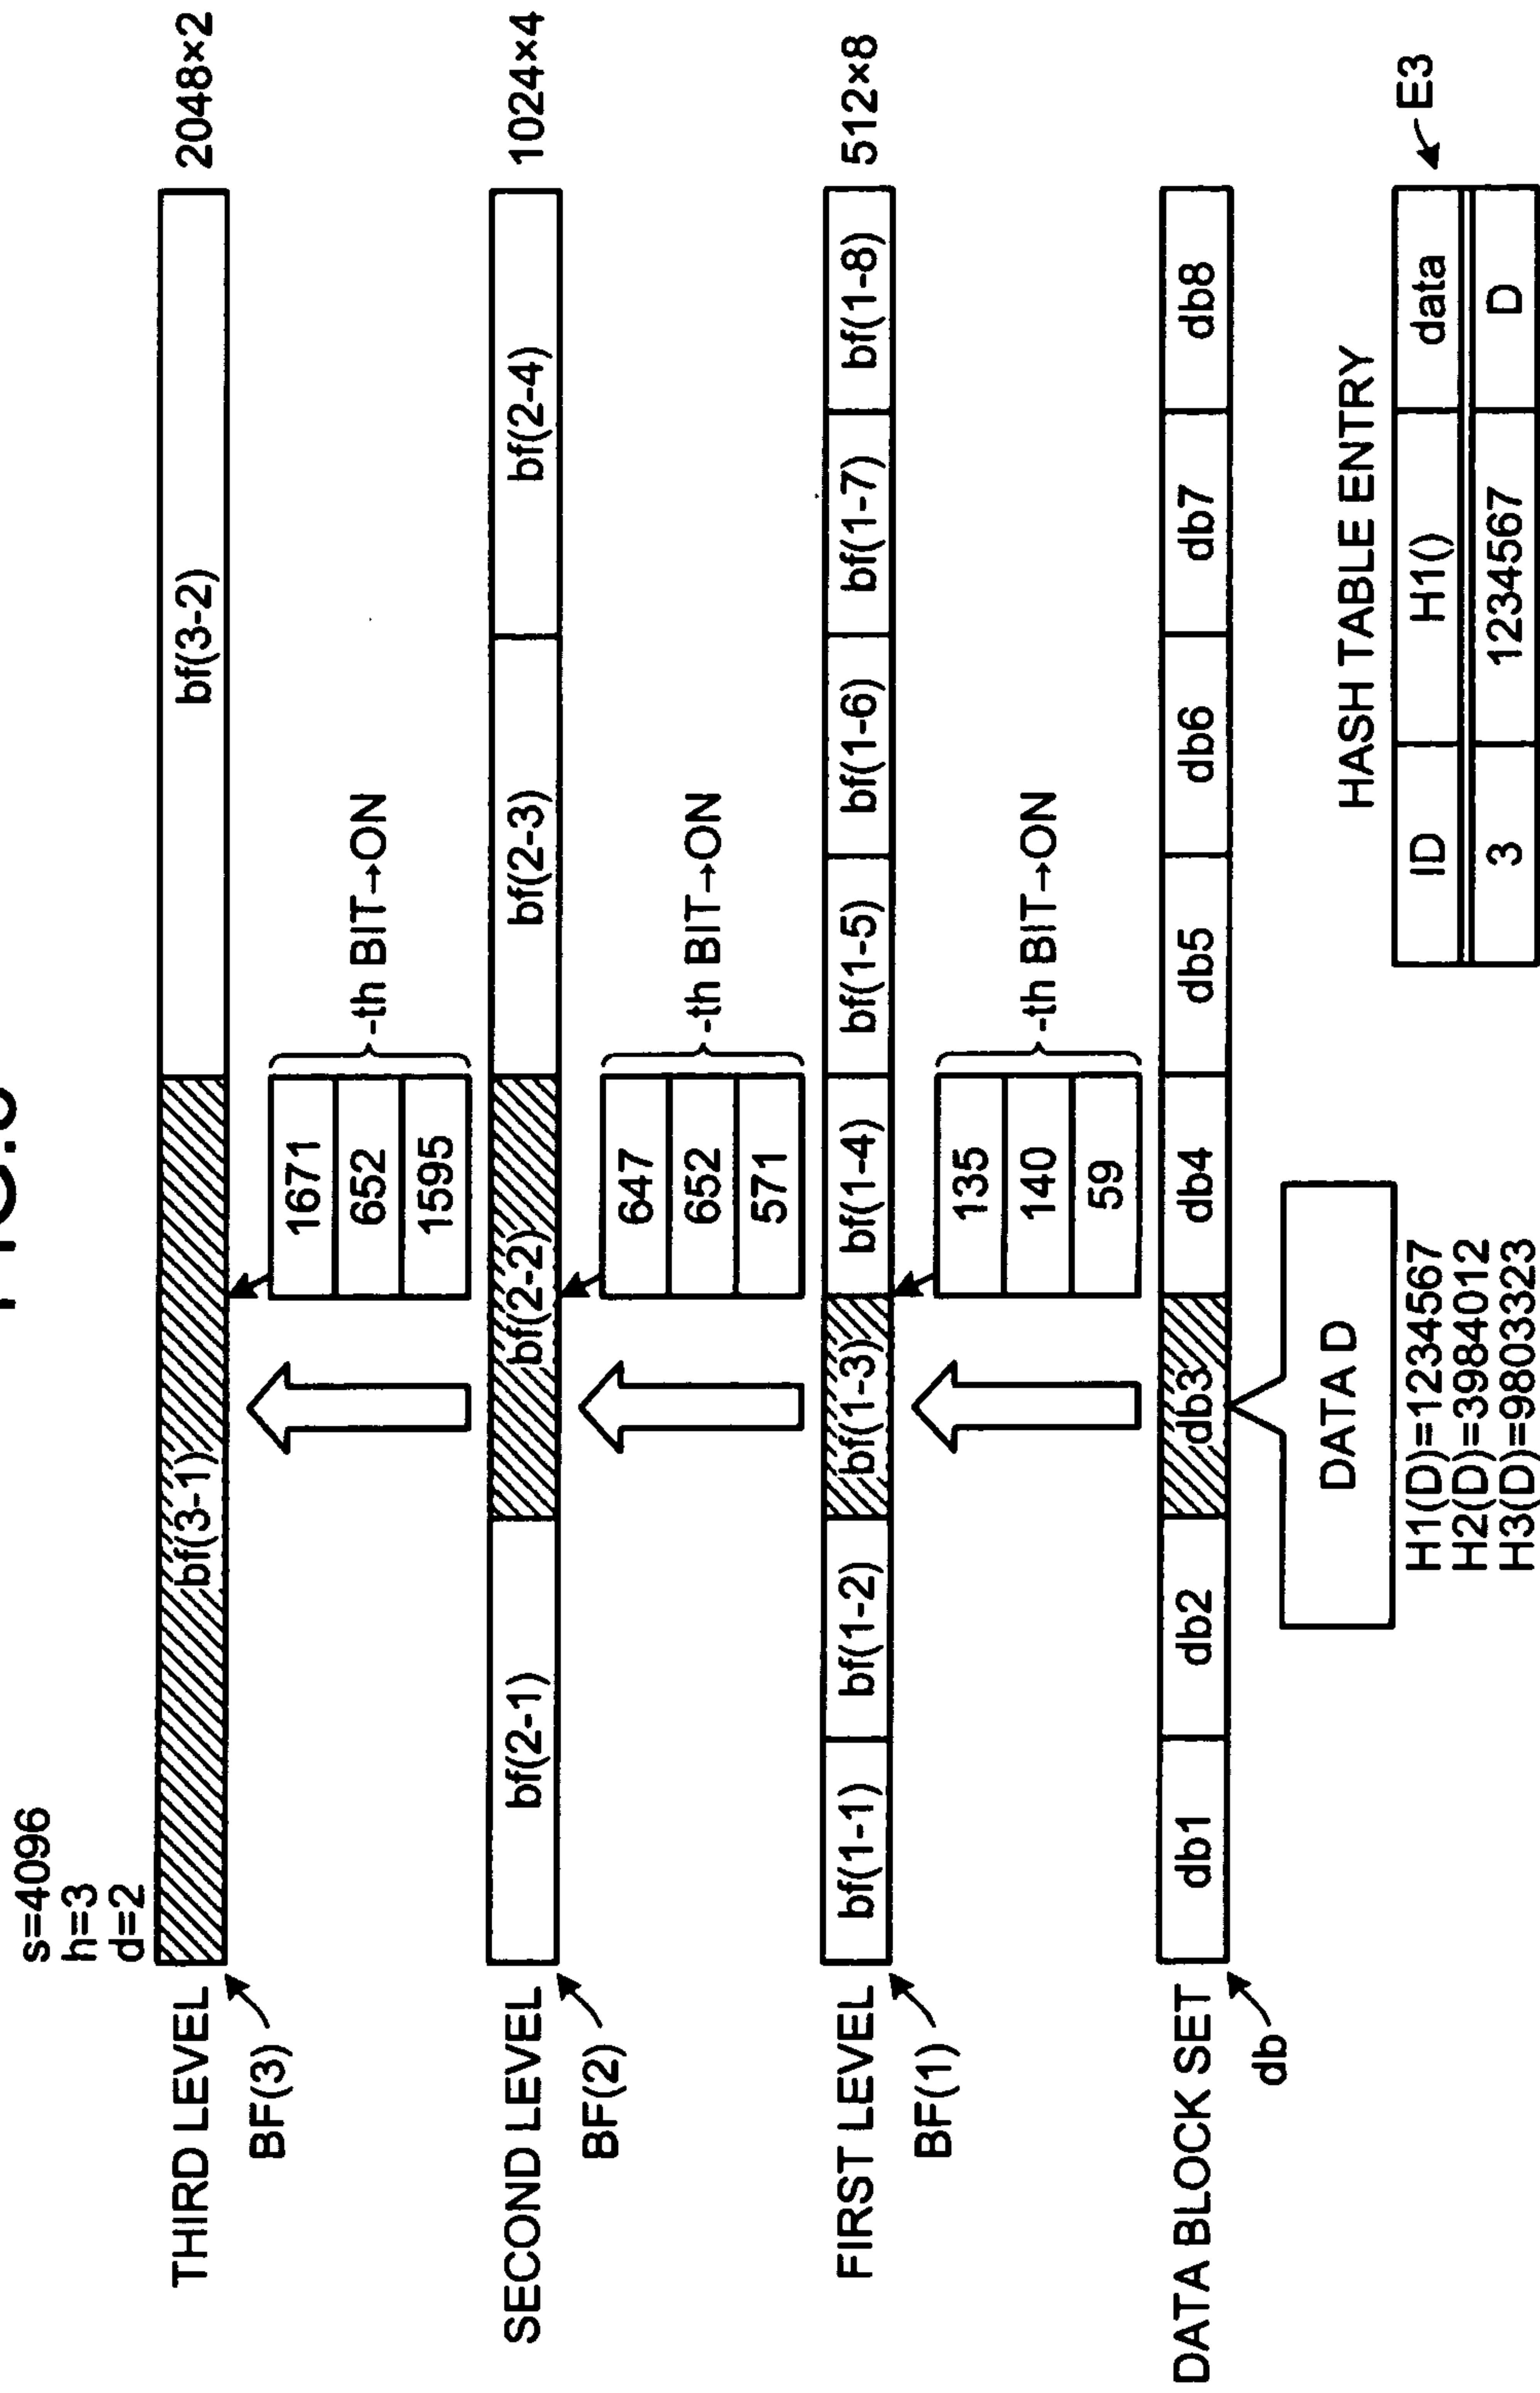 s=4096
h=3
d=2
THIRD LEVEL
bf(3-1)
bf(3-2)
2048×2
BF(3)
1671
652
1595
-th BIT→ON
SECOND LEVEL
bf(2-1)
bf(2-2)
bf(2-3)
bf(2-4)
1024×4
BF(2)
647
652
571
-th BIT→ON
FIRST LEVEL
bf(1-1)
bf(1-2)
bf(1-3)
bf(1-4)
bf(1-5)
bf(1-6)
bf(1-7)
bf(1-8)
512×8
BF(1)
135
140
59
-th BIT→ON
DATA BLOCK SET
db1
db2
db3
db4
db5
db6
db7
db8
db
DATA D
H1(D)=1234567
H2(D)=3984012
H3(D)=9803323
HASH TABLE ENTRY
ID
H1()
data
E3
3
1234567
D